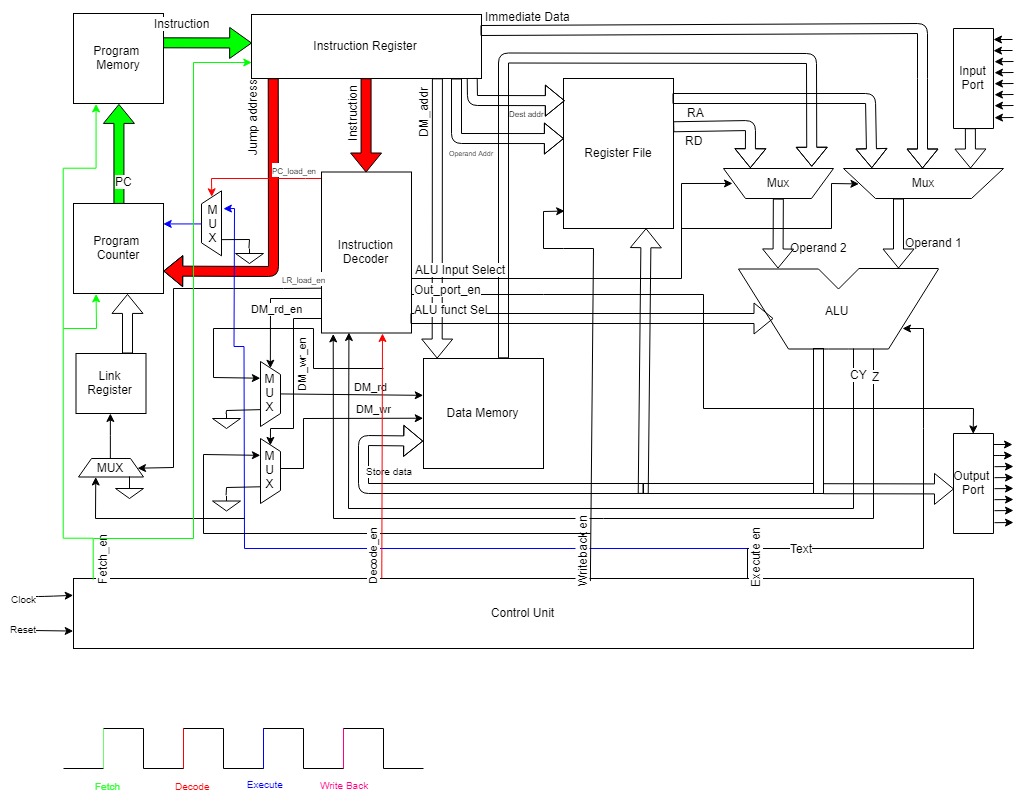 Immediate Data
Instruction
Program
Memory
Instruction Register
Input
Port
Jump address
Instruction
DM_addr
Dest addr
RA
RD
Operand Addr
Register File
PC_load_en
PC
M
U
X
Mux
Mux
Program
Counter
Instruction
Decoder
Operand 2
Operand 1
ALU Input Select
LR_load_en
Out_port_en
DM_rd_en
ALU funct Sel
ALU
DM_wr_en
Link
Register
M
U
X
DM_rd
DM_wr
Data Memory
CY
Z
MUX
M
U
X
Store data
Output
Port
Fetch_en
Decode_en
Writeback en
Execute en
Text
Clock
Reset
Control Unit
Fetch
Decode
Execute
Write Back